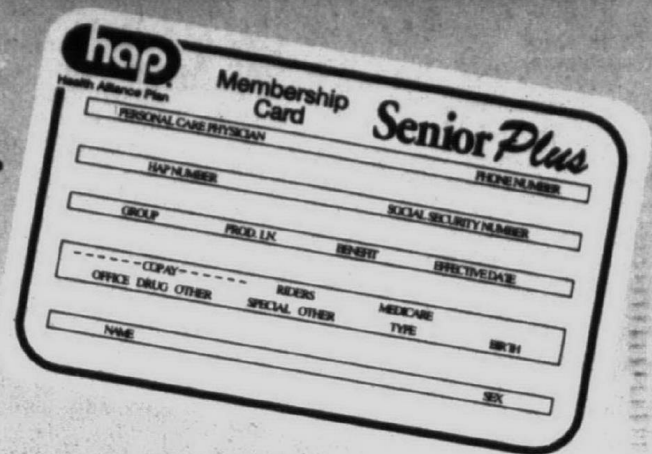 hap
Health Alliance Plan
Membership
Card
Senior Plus
PERSONAL CARE PHYSICIAN PHONE NUMBER
HAP NUMBER SOCIAL SECURITY NUMBER
GROUP PROD. LN. BENEFIT EFFECTIVE DATE
COPAY RIDERS MEDICARE
OFFICE DRUG OTHER SPECIAL OTHER TYPE BIRTH
NAME SEX